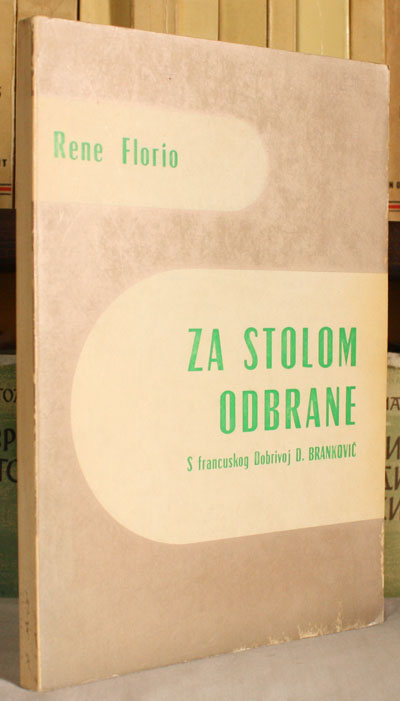 Rene Florio
ZA STOLOM
ODBRANE
S francuskog Dobrivoj D. BRANKOVIĆ